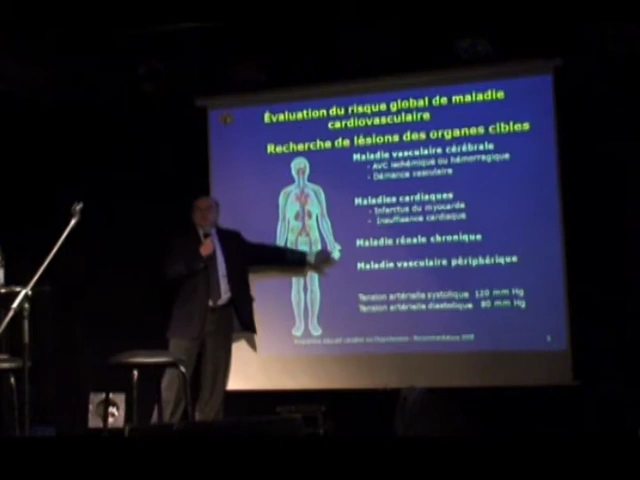 Évaluation du risque global de maladie
cardiovasculaire
Recherche de lésions des organes cibles
Maladie vasculaire cérébrale
- AVC ischémique ou hémorragique
- Démence vasculaire
Maladies cardiaques
- Infarctus du myocarde
- Insuffisance cardiaque
Maladie rénale chronique
Maladie vasculaire périphérique
Tension artérielle systolique 120 mm Hg
Tension artérielle diastolique 80 mm Hg